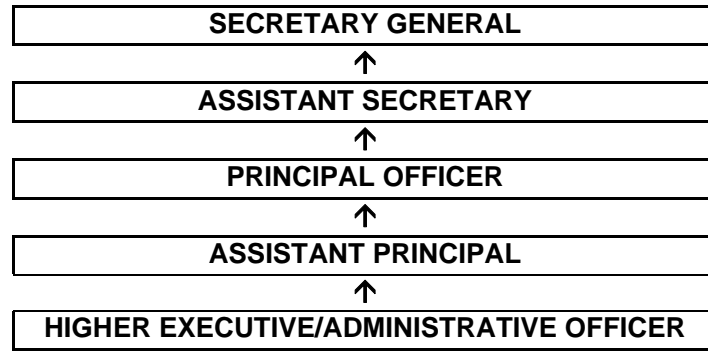 SECRETARY GENERAL
↑
ASSISTANT SECRETARY
↑
PRINCIPAL OFFICER
↑
ASSISTANT PRINCIPAL
↑
HIGHER EXECUTIVE/ADMINISTRATIVE OFFICER